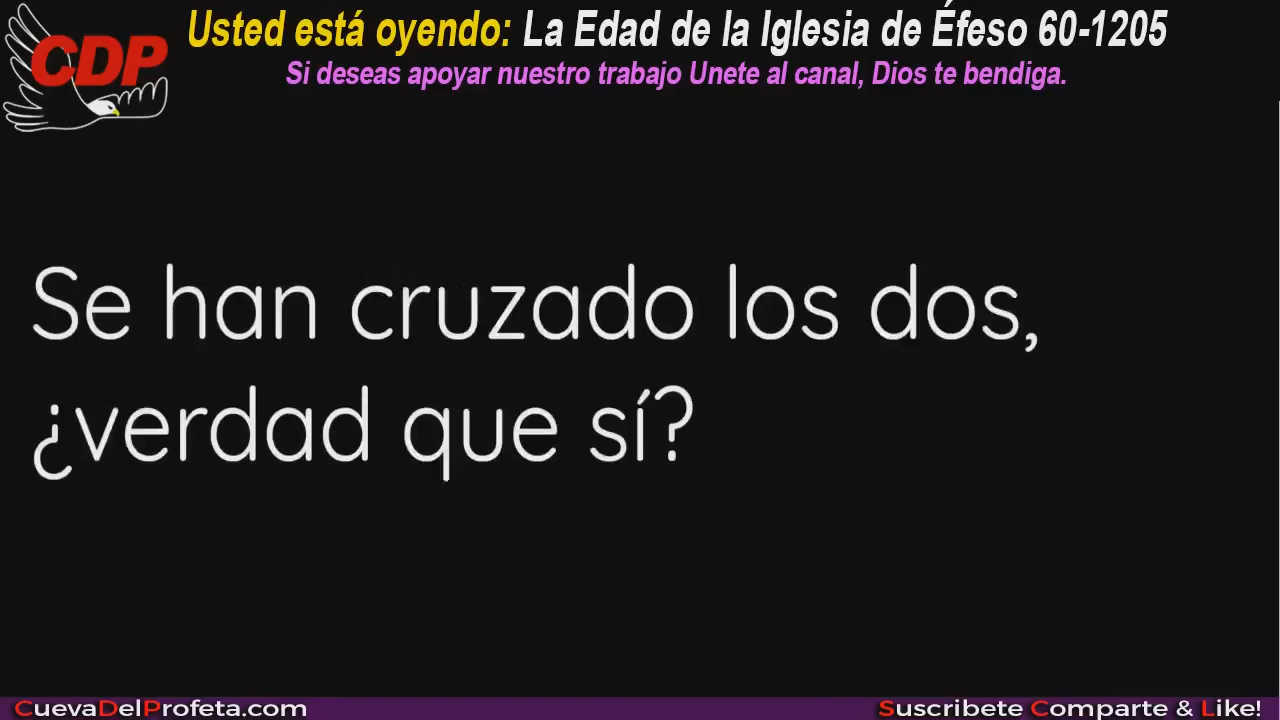 CDP
Usted está oyendo: La Edad de la Iglesia de Éfeso 60-1205
Si deseas apoyar nuestro trabajo Unete al canal, Dios te bendiga.
Se han cruzado los dos,
¿verdad que sí?
CuevaDelProfeta.com
Suscribete Comparte & Like!